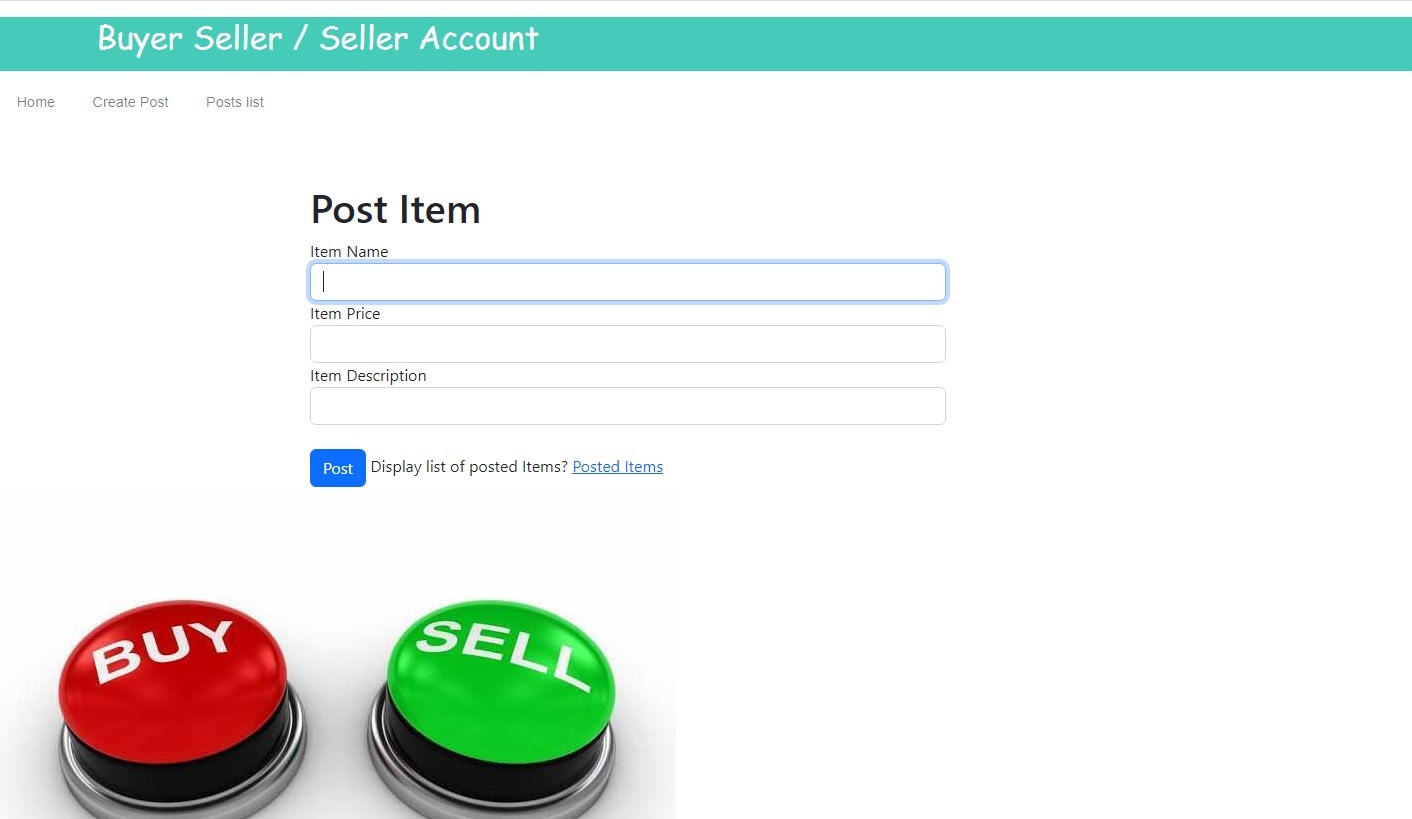 Buyer Seller / Seller Account
Home Create Post Posts list
Post Item
Item Name
Item Price
Item Description
Post Display list of posted Items? Posted Items
BUY SELL